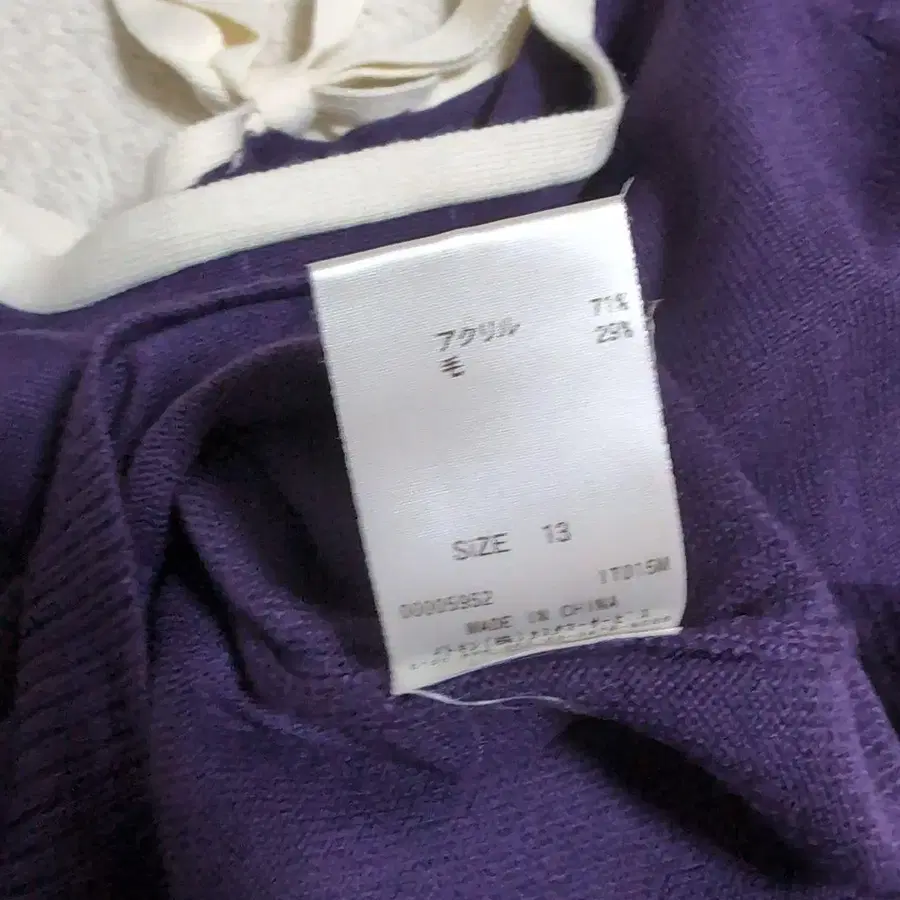 アクリル 71%
毛 29%
SIZE 13
1T015M
00005952
MADE IN CHINA